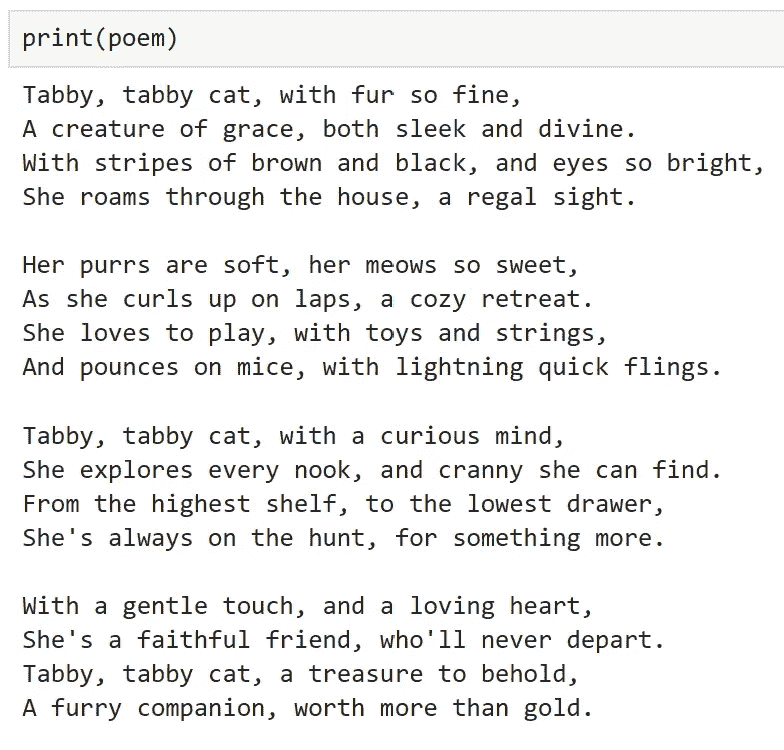 print(poem)
Tabby, tabby cat, with fur so fine,
A creature of grace, both sleek and divine.
With stripes of brown and black, and eyes so bright,
She roams through the house, a regal sight.
Her purrs are soft, her meows so sweet,
As she curls up on laps, a cozy retreat.
She loves to play, with toys and strings,
And pounces on mice, with lightning quick flings.
Tabby, tabby cat, with a curious mind,
She explores every nook, and cranny she can find.
From the highest shelf, to the lowest drawer,
She's always on the hunt, for something more.
With a gentle touch, and a loving heart,
She's a faithful friend, who'll never depart.
Tabby, tabby cat, a treasure to behold,
A furry companion, worth more than gold.